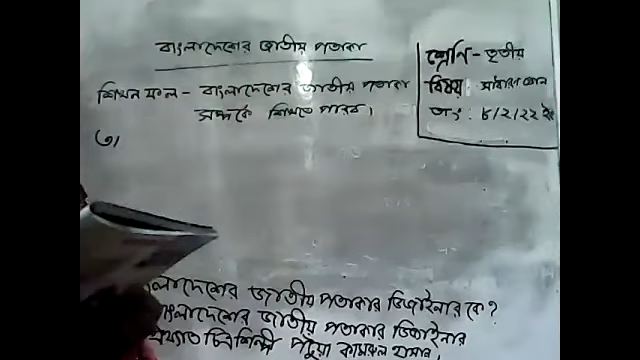 বাংলাদেশের জাতীয় পতাকা
শ্রেণি - তৃতীয়
বিষয় : সাধারণ জ্ঞান
তাং : ৮/২/২২ ইং
শিখন ফল - বাংলাদেশের জাতীয় পতাকা
সম্পর্কে শিখতে পারব।
৩।
বাংলাদেশের জাতীয় পতাকার ডিজাইনার কে?
বাংলাদেশের জাতীয় পতাকার ডিজাইনার
চিত্রশিল্পী পটুয়া কামরুল হাসান।